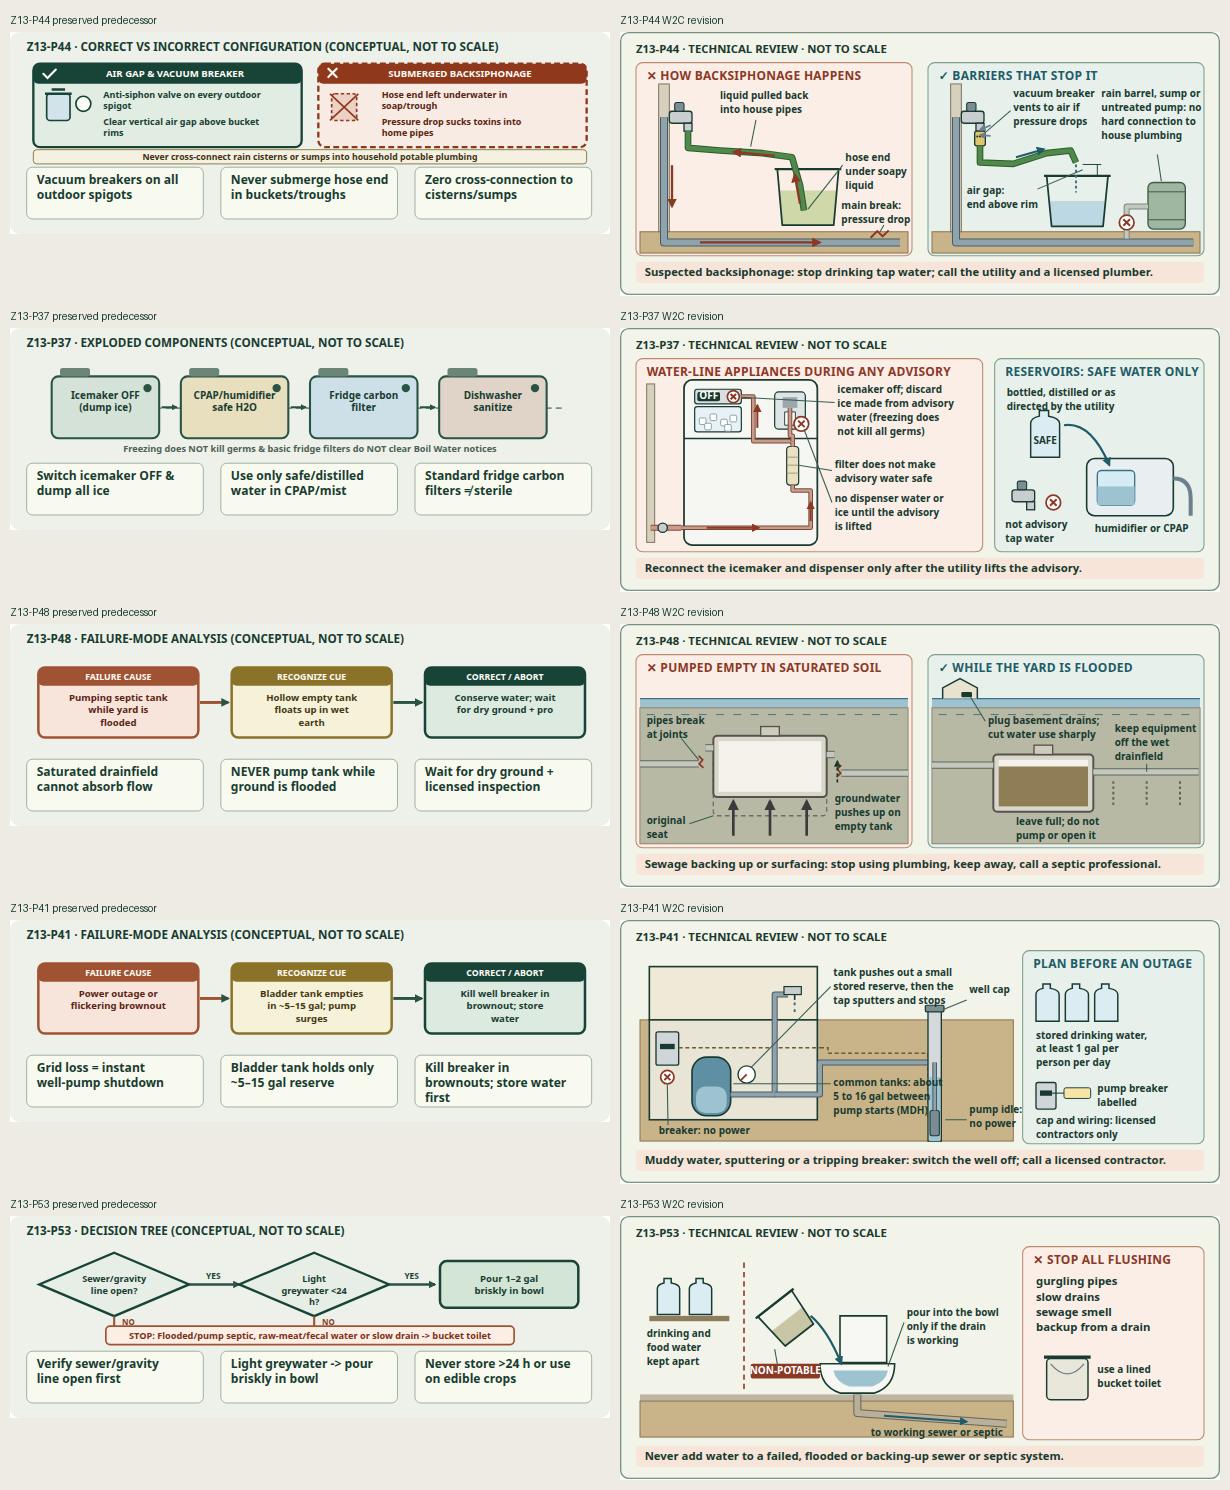 Z13-P44 preserved predecessor
Z13-P44 · CORRECT VS INCORRECT CONFIGURATION (CONCEPTUAL, NOT TO SCALE)
AIR GAP & VACUUM BREAKER
Anti-siphon valve on every outdoor
spigot
Clear vertical air gap above bucket
rims
SUBMERGED BACKSIPHONAGE
Hose end left underwater in
soap/trough
Pressure drop sucks toxins into
home pipes
Never cross-connect rain cisterns or sumps into household potable plumbing
Vacuum breakers on all
outdoor spigots
Never submerge hose end
in buckets/troughs
Zero cross-connection to
cisterns/sumps
Z13-P44 W2C revision
Z13-P44 · TECHNICAL REVIEW · NOT TO SCALE
✕ HOW BACKSIPHONAGE HAPPENS
liquid pulled back
into house pipes
hose end
under soapy
liquid
main break:
pressure drop
✓ BARRIERS THAT STOP IT
vacuum breaker
vents to air if
pressure drops
rain barrel, sump or
untreated pump: no
hard connection to
house plumbing
air gap:
end above rim
Suspected backsiphonage: stop drinking tap water; call the utility and a licensed plumber.
Z13-P37 preserved predecessor
Z13-P37 · EXPLODED COMPONENTS (CONCEPTUAL, NOT TO SCALE)
Icemaker OFF
(dump ice)
CPAP/humidifier
safe H2O
Fridge carbon
filter
Dishwasher
sanitize
Freezing does NOT kill germs & basic fridge filters do NOT clear Boil Water notices
Switch icemaker OFF &
dump all ice
Use only safe/distilled
water in CPAP/mist
Standard fridge carbon
filters ≠sterile
Z13-P37 W2C revision
Z13-P37 · TECHNICAL REVIEW · NOT TO SCALE
WATER-LINE APPLIANCES DURING ANY ADVISORY
OFF
icemaker off; discard
ice made from advisory
water (freezing does
not kill all germs)
filter does not make
advisory water safe
no dispenser water or
ice until the advisory
is lifted
RESERVOIRS: SAFE WATER ONLY
bottled, distilled or as
directed by the utility
SAFE
not advisory
tap water
humidifier or CPAP
Reconnect the icemaker and dispenser only after the utility lifts the advisory.
Z13-P48 preserved predecessor
Z13-P48 · FAILURE-MODE ANALYSIS (CONCEPTUAL, NOT TO SCALE)
FAILURE CAUSE
Pumping septic tank
while yard is
flooded
RECOGNIZE CUE
Hollow empty tank
floats up in wet
earth
CORRECT / ABORT
Conserve water; wait
for dry ground + pro
Saturated drainfield
cannot absorb flow
NEVER pump tank while
ground is flooded
Wait for dry ground +
licensed inspection
Z13-P48 W2C revision
Z13-P48 · TECHNICAL REVIEW · NOT TO SCALE
✕ PUMPED EMPTY IN SATURATED SOIL
pipes break
at joints
original
seat
groundwater
pushes up on
empty tank
✓ WHILE THE YARD IS FLOODED
plug basement drains;
cut water use sharply
keep equipment
off the wet
drainfield
leave full; do not
pump or open it
Sewage backing up or surfacing: stop using plumbing, keep away, call a septic professional.
Z13-P41 preserved predecessor
Z13-P41 · FAILURE-MODE ANALYSIS (CONCEPTUAL, NOT TO SCALE)
FAILURE CAUSE
Power outage or
flickering brownout
RECOGNIZE CUE
Bladder tank empties
in ~5–15 gal; pump
surges
CORRECT / ABORT
Kill well breaker in
brownout; store
water
Grid loss = instant
well-pump shutdown
Bladder tank holds only
~5–15 gal reserve
Kill breaker in
brownouts; store water
first
Z13-P41 W2C revision
Z13-P41 · TECHNICAL REVIEW · NOT TO SCALE
tank pushes out a small
stored reserve, then the
tap sputters and stops
well cap
common tanks: about
5 to 16 gal between
pump starts (MDH)
pump idle:
no power
breaker: no power
PLAN BEFORE AN OUTAGE
stored drinking water,
at least 1 gal per
person per day
pump breaker
labelled
cap and wiring: licensed
contractors only
Muddy water, sputtering or a tripping breaker: switch the well off; call a licensed contractor.
Z13-P53 preserved predecessor
Z13-P53 · DECISION TREE (CONCEPTUAL, NOT TO SCALE)
Sewer/gravity
line open?
YES
Light
greywater <24
h?
YES
Pour 1–2 gal
briskly in bowl
NO
NO
STOP: Flooded/pump septic, raw-meat/fecal water or slow drain -> bucket toilet
Verify sewer/gravity
line open first
Light greywater -> pour
briskly in bowl
Never store >24 h or use
on edible crops
Z13-P53 W2C revision
Z13-P53 · TECHNICAL REVIEW · NOT TO SCALE
drinking and
food water
kept apart
NON-POTABLE
pour into the bowl
only if the drain
is working
to working sewer or septic
✕ STOP ALL FLUSHING
gurgling pipes
slow drains
sewage smell
backup from a drain
use a lined
bucket toilet
Never add water to a failed, flooded or backing-up sewer or septic system.